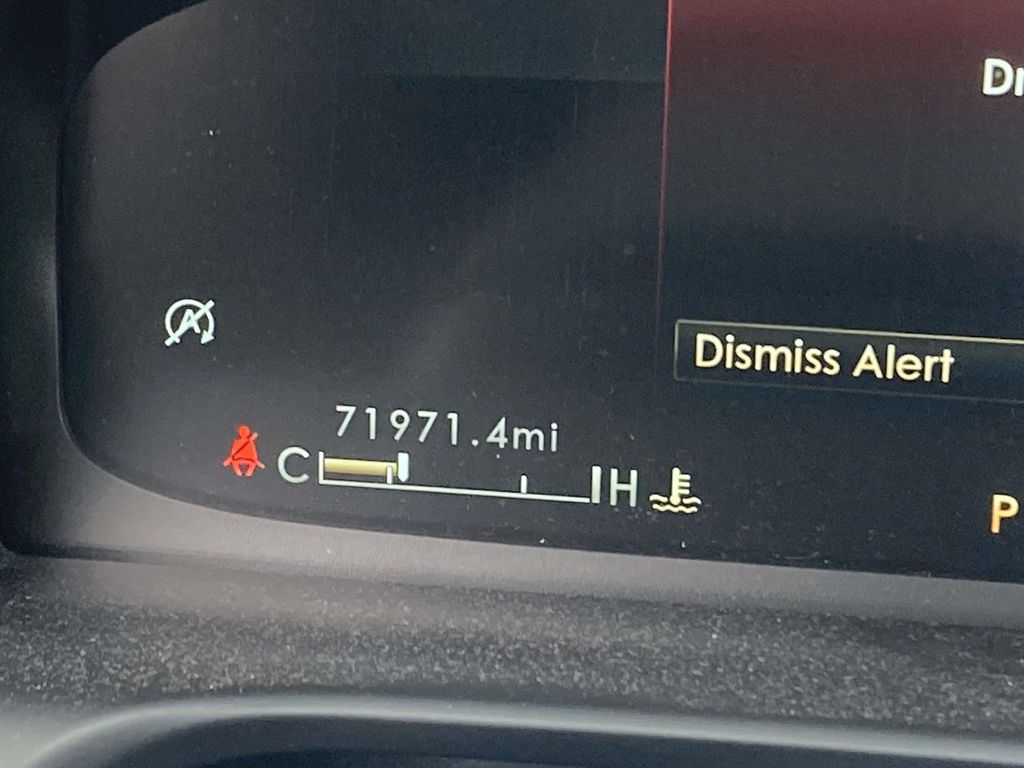 Dismiss Alert
71971.4mi
C H
P